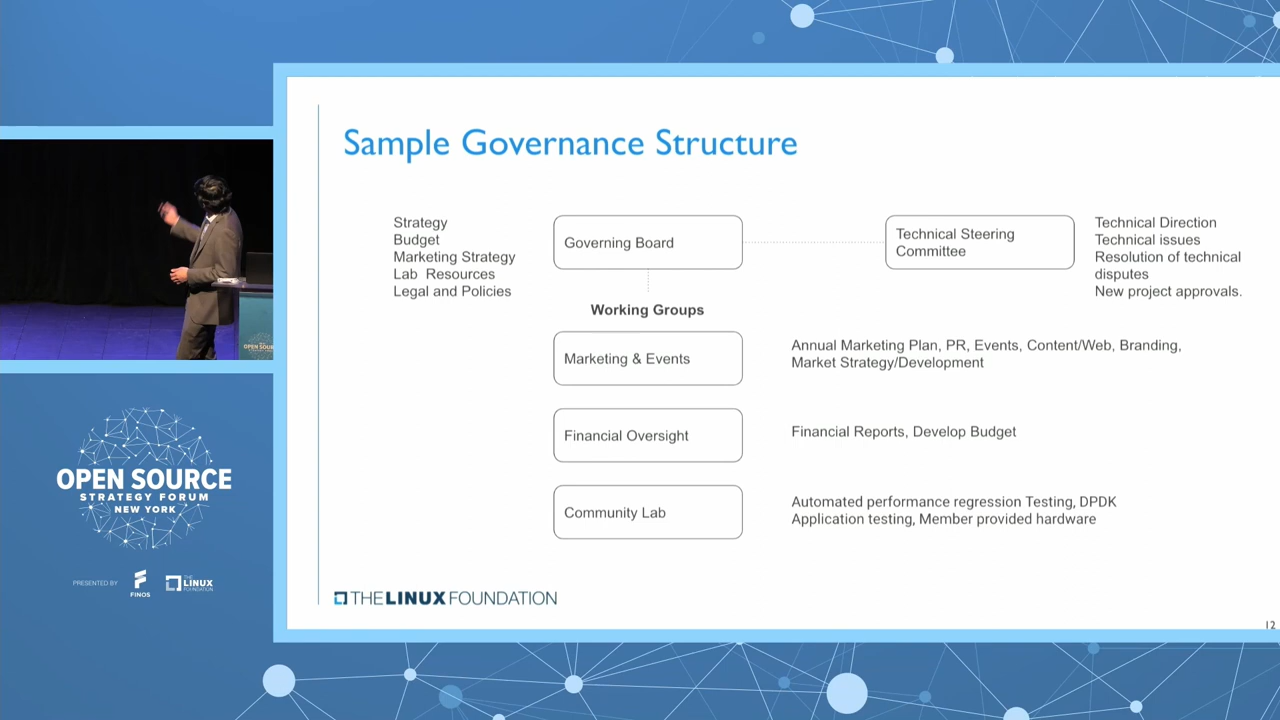 Sample Governance Structure
Strategy
Budget
Marketing Strategy
Lab Resources
Legal and Policies
Governing Board
Technical Steering
Committee
Technical Direction
Technical issues
Resolution of technical
disputes
New project approvals.
Working Groups
Marketing & Events
Annual Marketing Plan, PR, Events, Content/Web, Branding,
Market Strategy/Development
Financial Oversight
Financial Reports, Develop Budget
Community Lab
Automated performance regression Testing, DPDK
Application testing, Member provided hardware
THE LINUX FOUNDATION
12
OPEN SOURCE
STRATEGY FORUM
NEW YORK
PRESENTED BY
FINOS
THE
LINUX
FOUNDATION